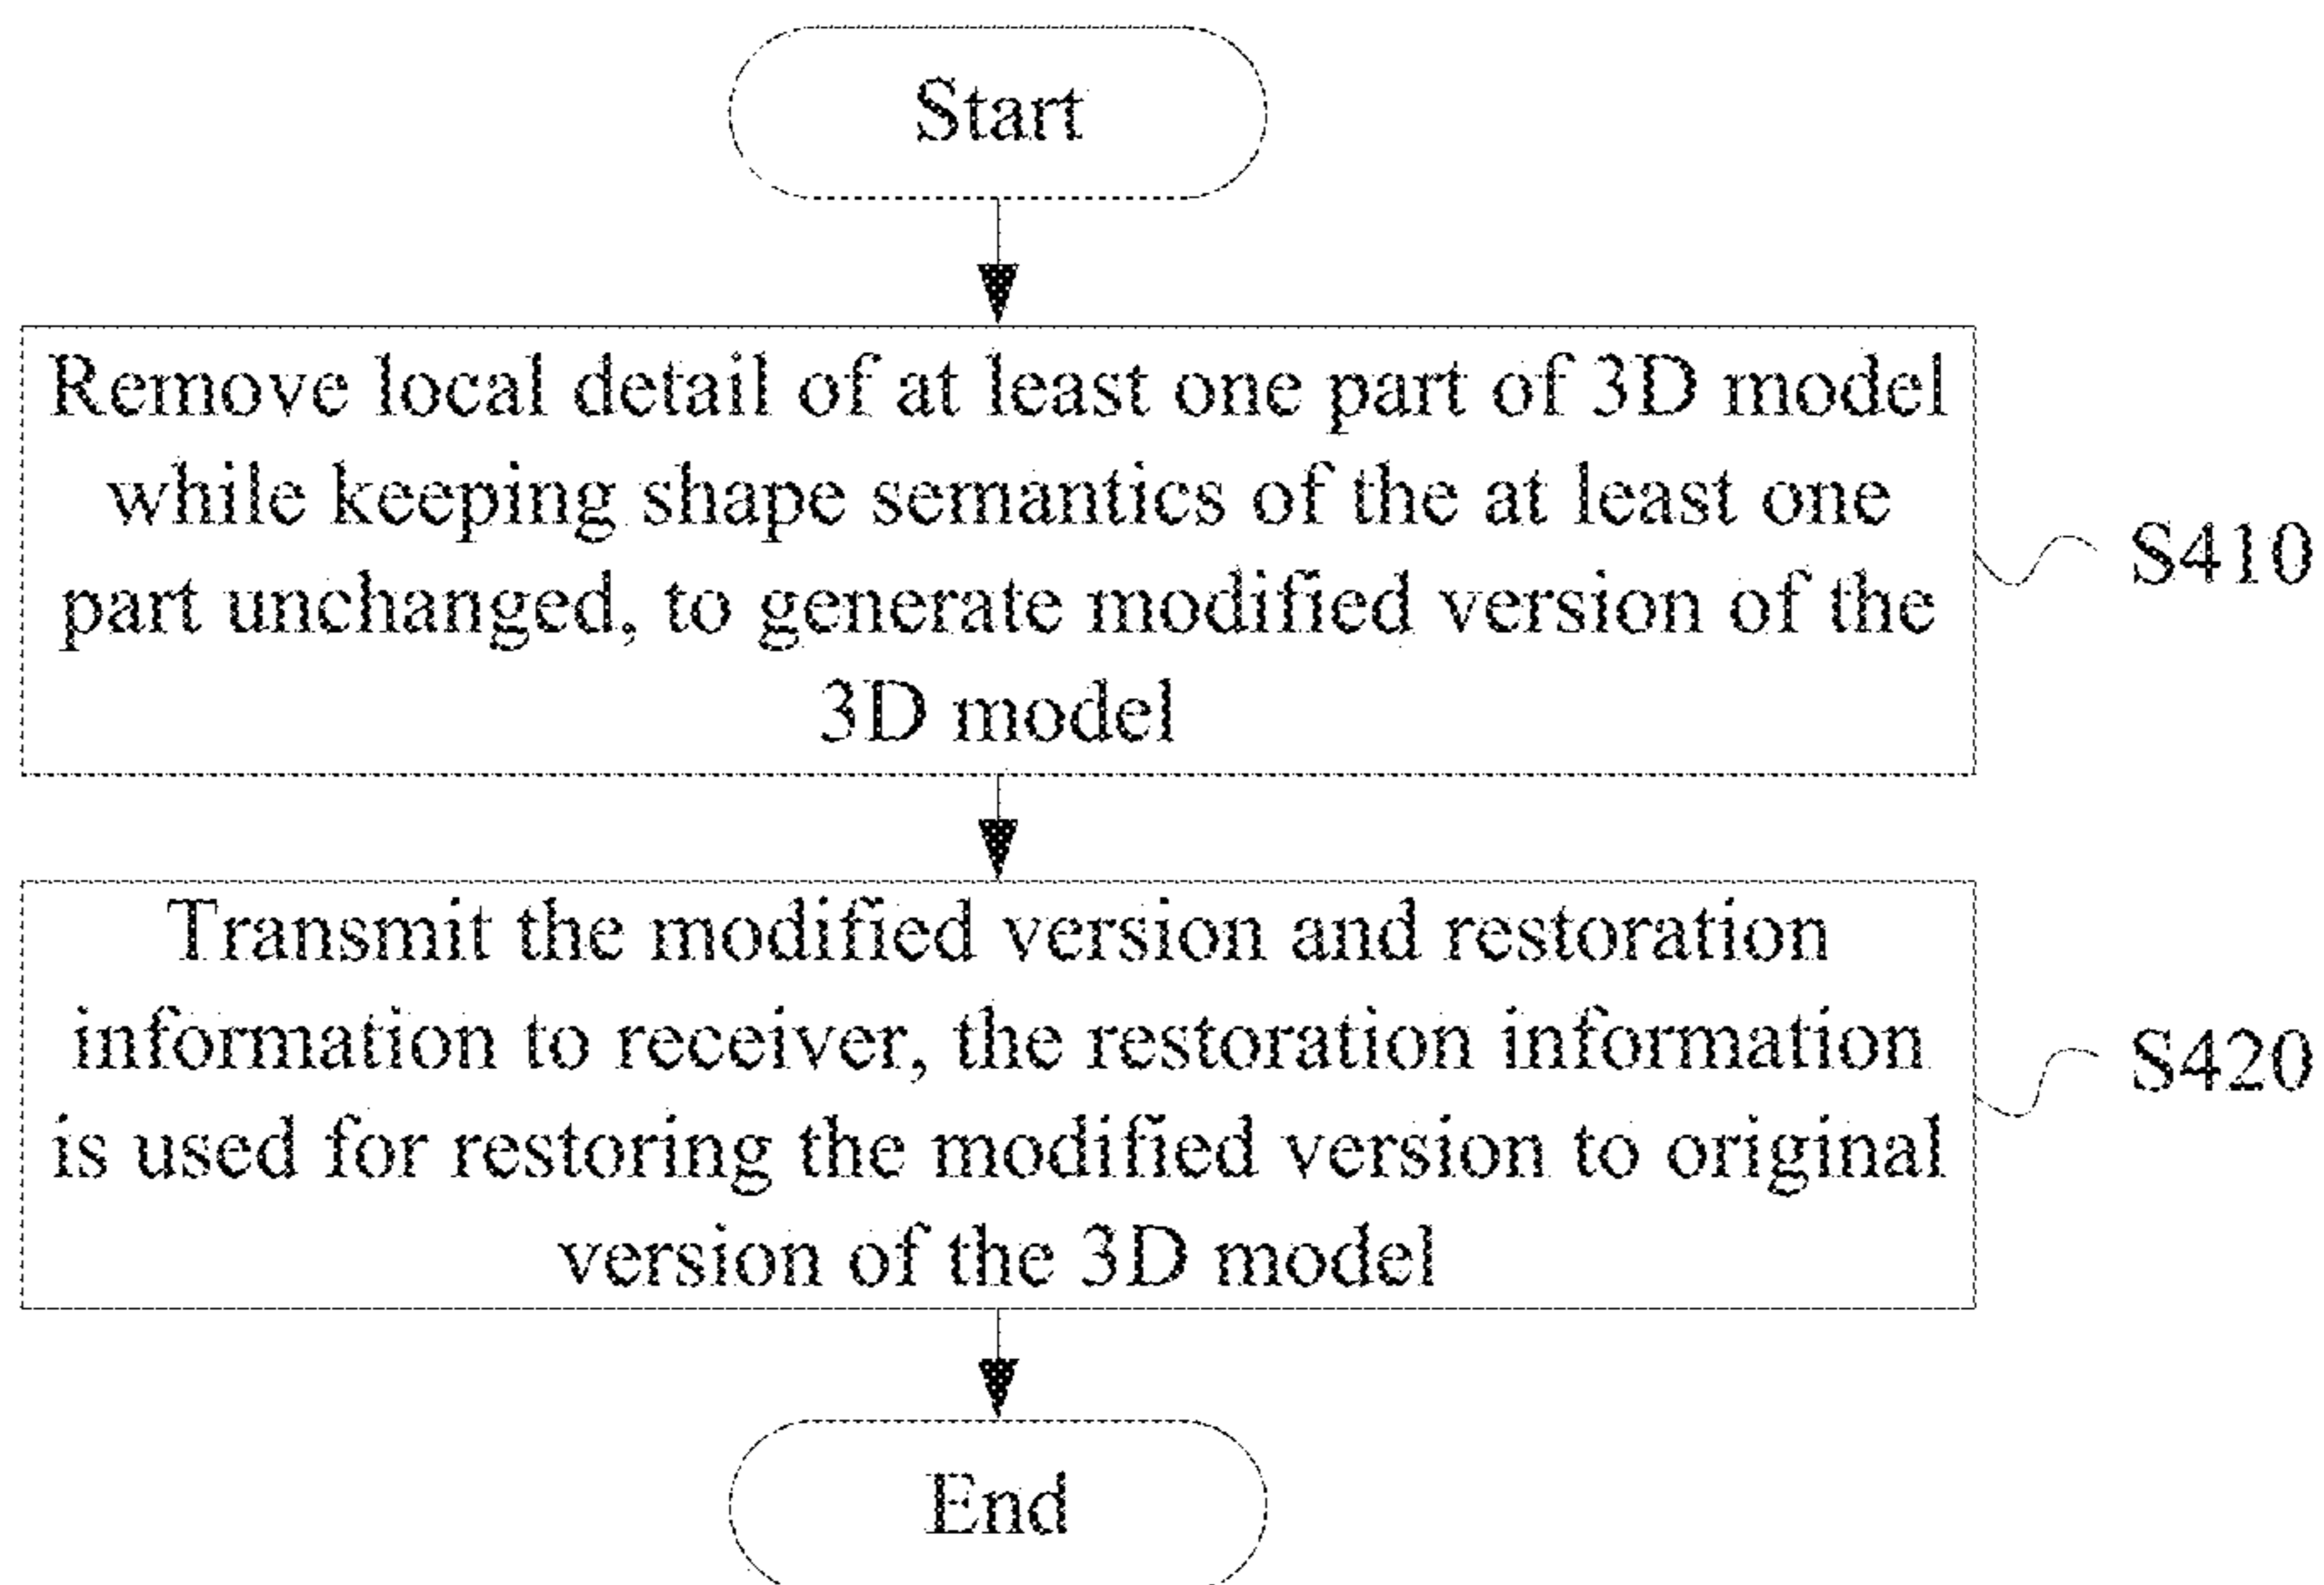 Start
Remove local detail of at least one part of 3D model
while keeping shape semantics of the at least one
part unchanged, to generate modified version of the
3D model
S410
Transmit the modified version and restoration
information to receiver, the restoration information
is used for restoring the modified version to original
version of the 3D model
S420
End